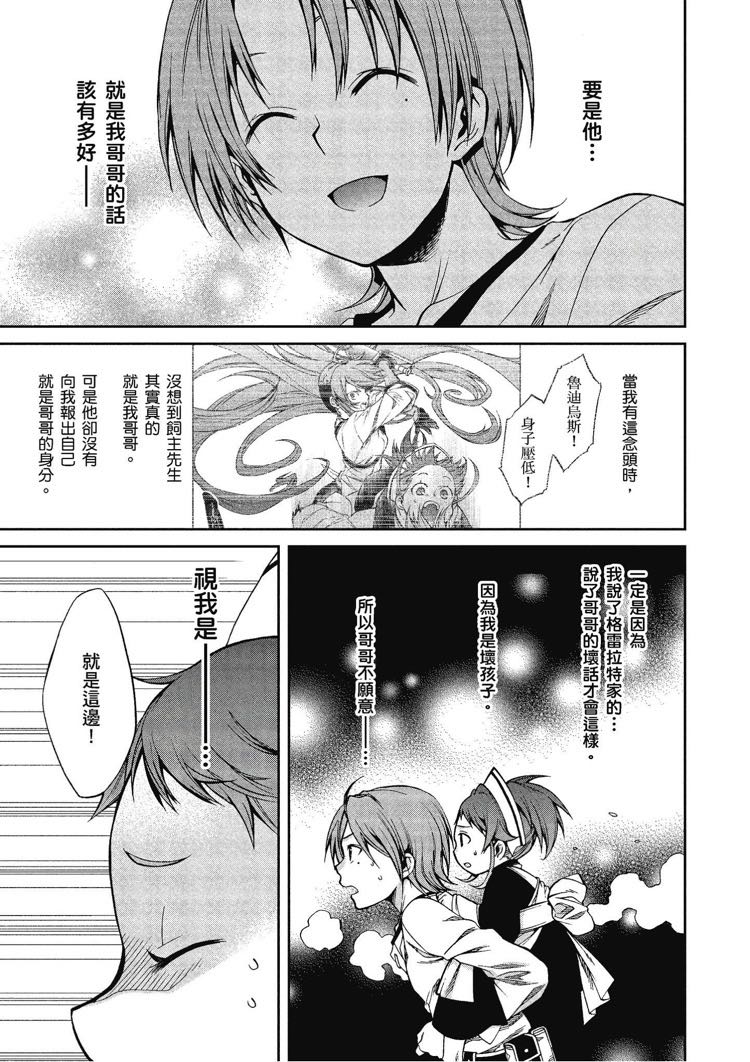 要是他…
就是我哥哥的話
該有多好——
當我有這念頭時，
魯迪烏斯！
身子壓低！
沒想到飼主先生
其實真的
就是我哥哥。
可是他卻沒有
向我報出自己
就是哥哥的身分。
一定是因為
我說了格雷拉特家的…
說了哥哥的壞話才會這樣。
因為我是壞孩子。
所以哥哥不願意——…
視我是——…
就是這邊！